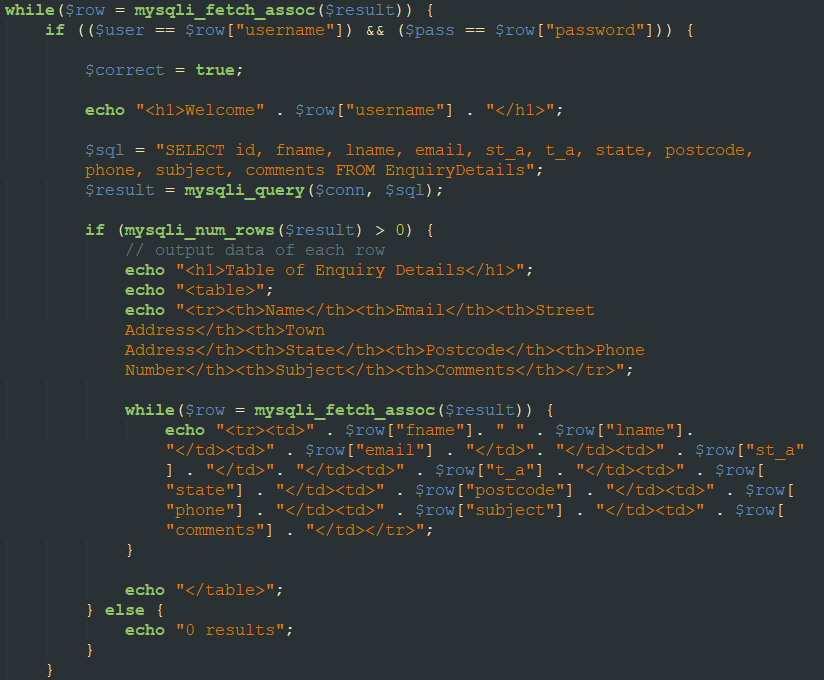 while($row = mysqli_fetch_assoc($result)) {
    if (($user == $row["username"]) && ($pass == $row["password"])) {

        $correct = true;

        echo "<h1>Welcome" . $row["username"] . "</h1>";

        $sql = "SELECT id, fname, lname, email, st_a, t_a, state, postcode,
        phone, subject, comments FROM EnquiryDetails";
        $result = mysqli_query($conn, $sql);

        if (mysqli_num_rows($result) > 0) {
            // output data of each row
            echo "<h1>Table of Enquiry Details</h1>";
            echo "<table>";
            echo "<tr><th>Name</th><th>Email</th><th>Street
            Address</th><th>Town
            Address</th><th>State</th><th>Postcode</th><th>Phone
            Number</th><th>Subject</th><th>Comments</th></tr>";

            while($row = mysqli_fetch_assoc($result)) {
                echo "<tr><td>" . $row["fname"]. " " . $row["lname"].
                "</td><td>" . $row["email"] . "</td>". "</td><td>" . $row["st_a"
                ] . "</td>". "</td><td>" . $row["t_a"] . "</td><td>" . $row[
                "state"] . "</td><td>" . $row["postcode"] . "</td><td>" . $row[
                "phone"] . "</td><td>" . $row["subject"] . "</td><td>" . $row[
                "comments"] . "</td></tr>";
            }

            echo "</table>";
        } else {
            echo "0 results";
        }
    }